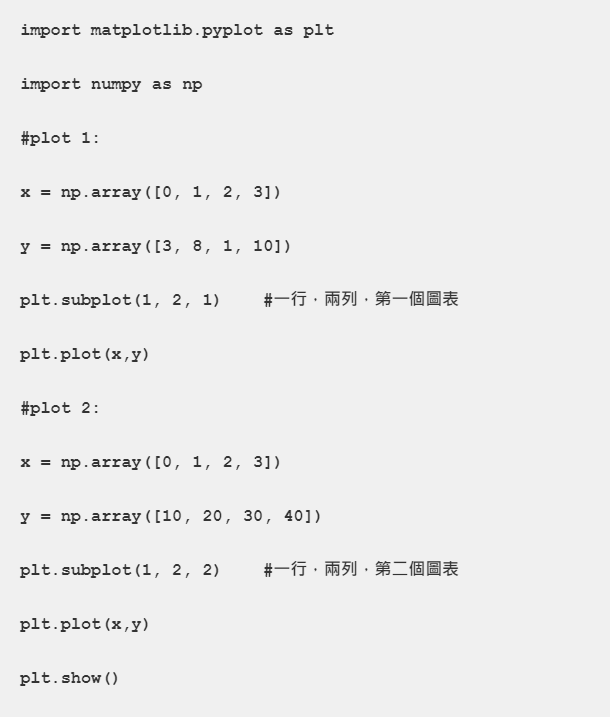 import matplotlib.pyplot as plt
import numpy as np
#plot 1:
x = np.array([0, 1, 2, 3])
y = np.array([3, 8, 1, 10])
plt.subplot(1, 2, 1)    #一行，兩列，第一個圖表
plt.plot(x,y)
#plot 2:
x = np.array([0, 1, 2, 3])
y = np.array([10, 20, 30, 40])
plt.subplot(1, 2, 2)    #一行，兩列，第二個圖表
plt.plot(x,y)
plt.show()